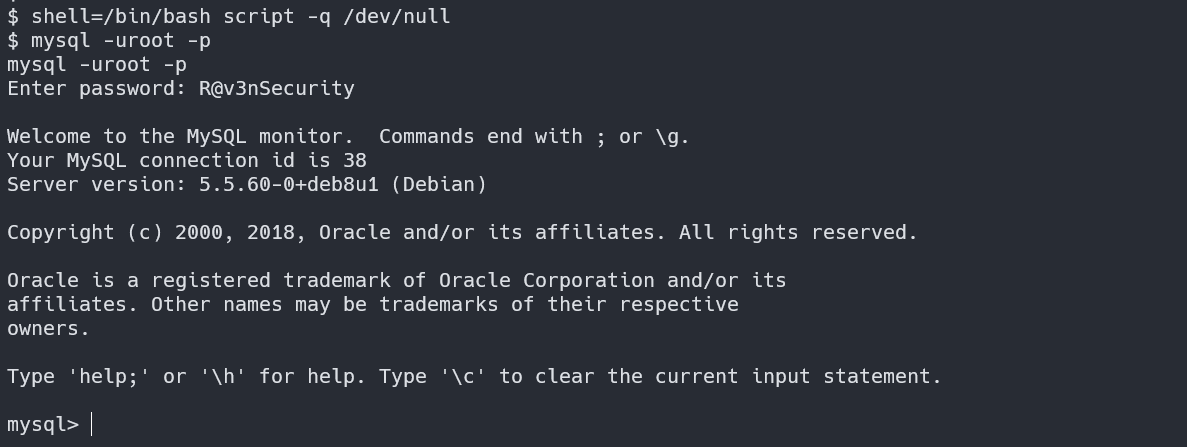 $ shell=/bin/bash script -q /dev/null
$ mysql -uroot -p
mysql -uroot -p
Enter password: R@v3nSecurity
Welcome to the MySQL monitor.  Commands end with ; or \g.
Your MySQL connection id is 38
Server version: 5.5.60-0+deb8u1 (Debian)
Copyright (c) 2000, 2018, Oracle and/or its affiliates. All rights reserved.
Oracle is a registered trademark of Oracle Corporation and/or its
affiliates. Other names may be trademarks of their respective
owners.
Type 'help;' or '\h' for help. Type '\c' to clear the current input statement.
mysql>